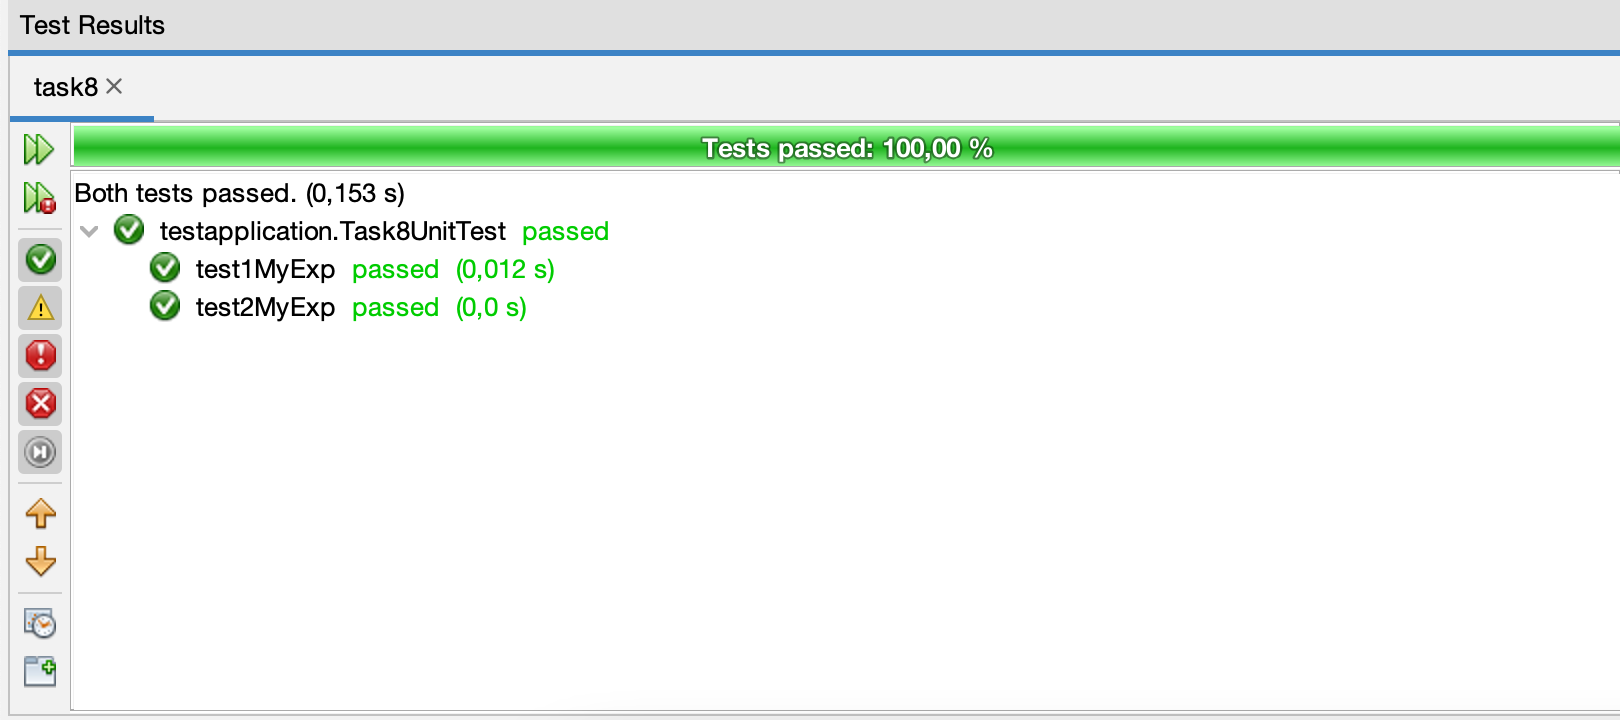 Test Results
task8
Tests passed: 100,00 %
Both tests passed. (0,153 s)
testapplication.Task8UnitTest passed
test1MyExp passed (0,012 s)
test2MyExp passed (0,0 s)